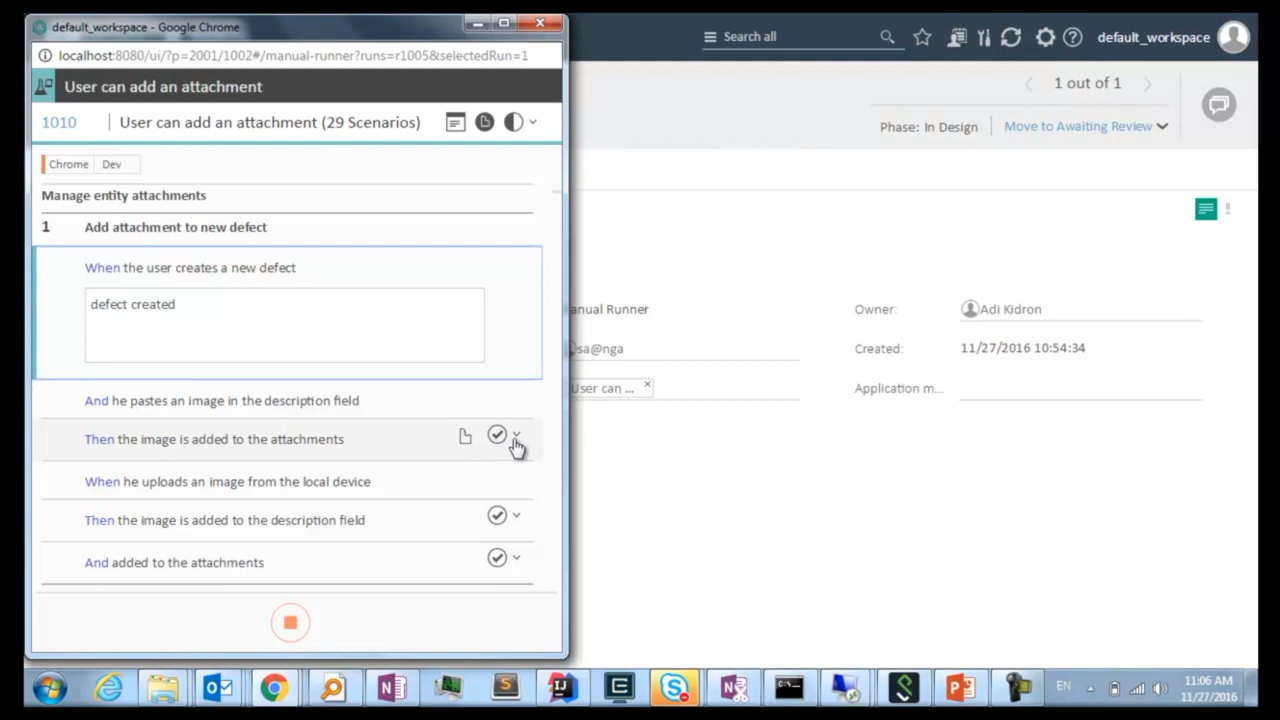 default_workspace - Google Chrome
localhost:8080/ui/?p=2001/1002#/manual-runner?runs=r1005&selectedRun=1
User can add an attachment
1010 | User can add an attachment (29 Scenarios)
Chrome Dev
Manage entity attachments
1 Add attachment to new defect
When the user creates a new defect
defect created
And he pastes an image in the description field
Then the image is added to the attachments
When he uploads an image from the local device
Then the image is added to the description field
And added to the attachments
Search all
default_workspace
1 out of 1
Phase: In Design
Move to Awaiting Review
anual Runner
Owner: Adi Kidron
sa@nga
Created: 11/27/2016 10:54:34
User can ... ×
Application m...
EN
11:06 AM
11/27/2016